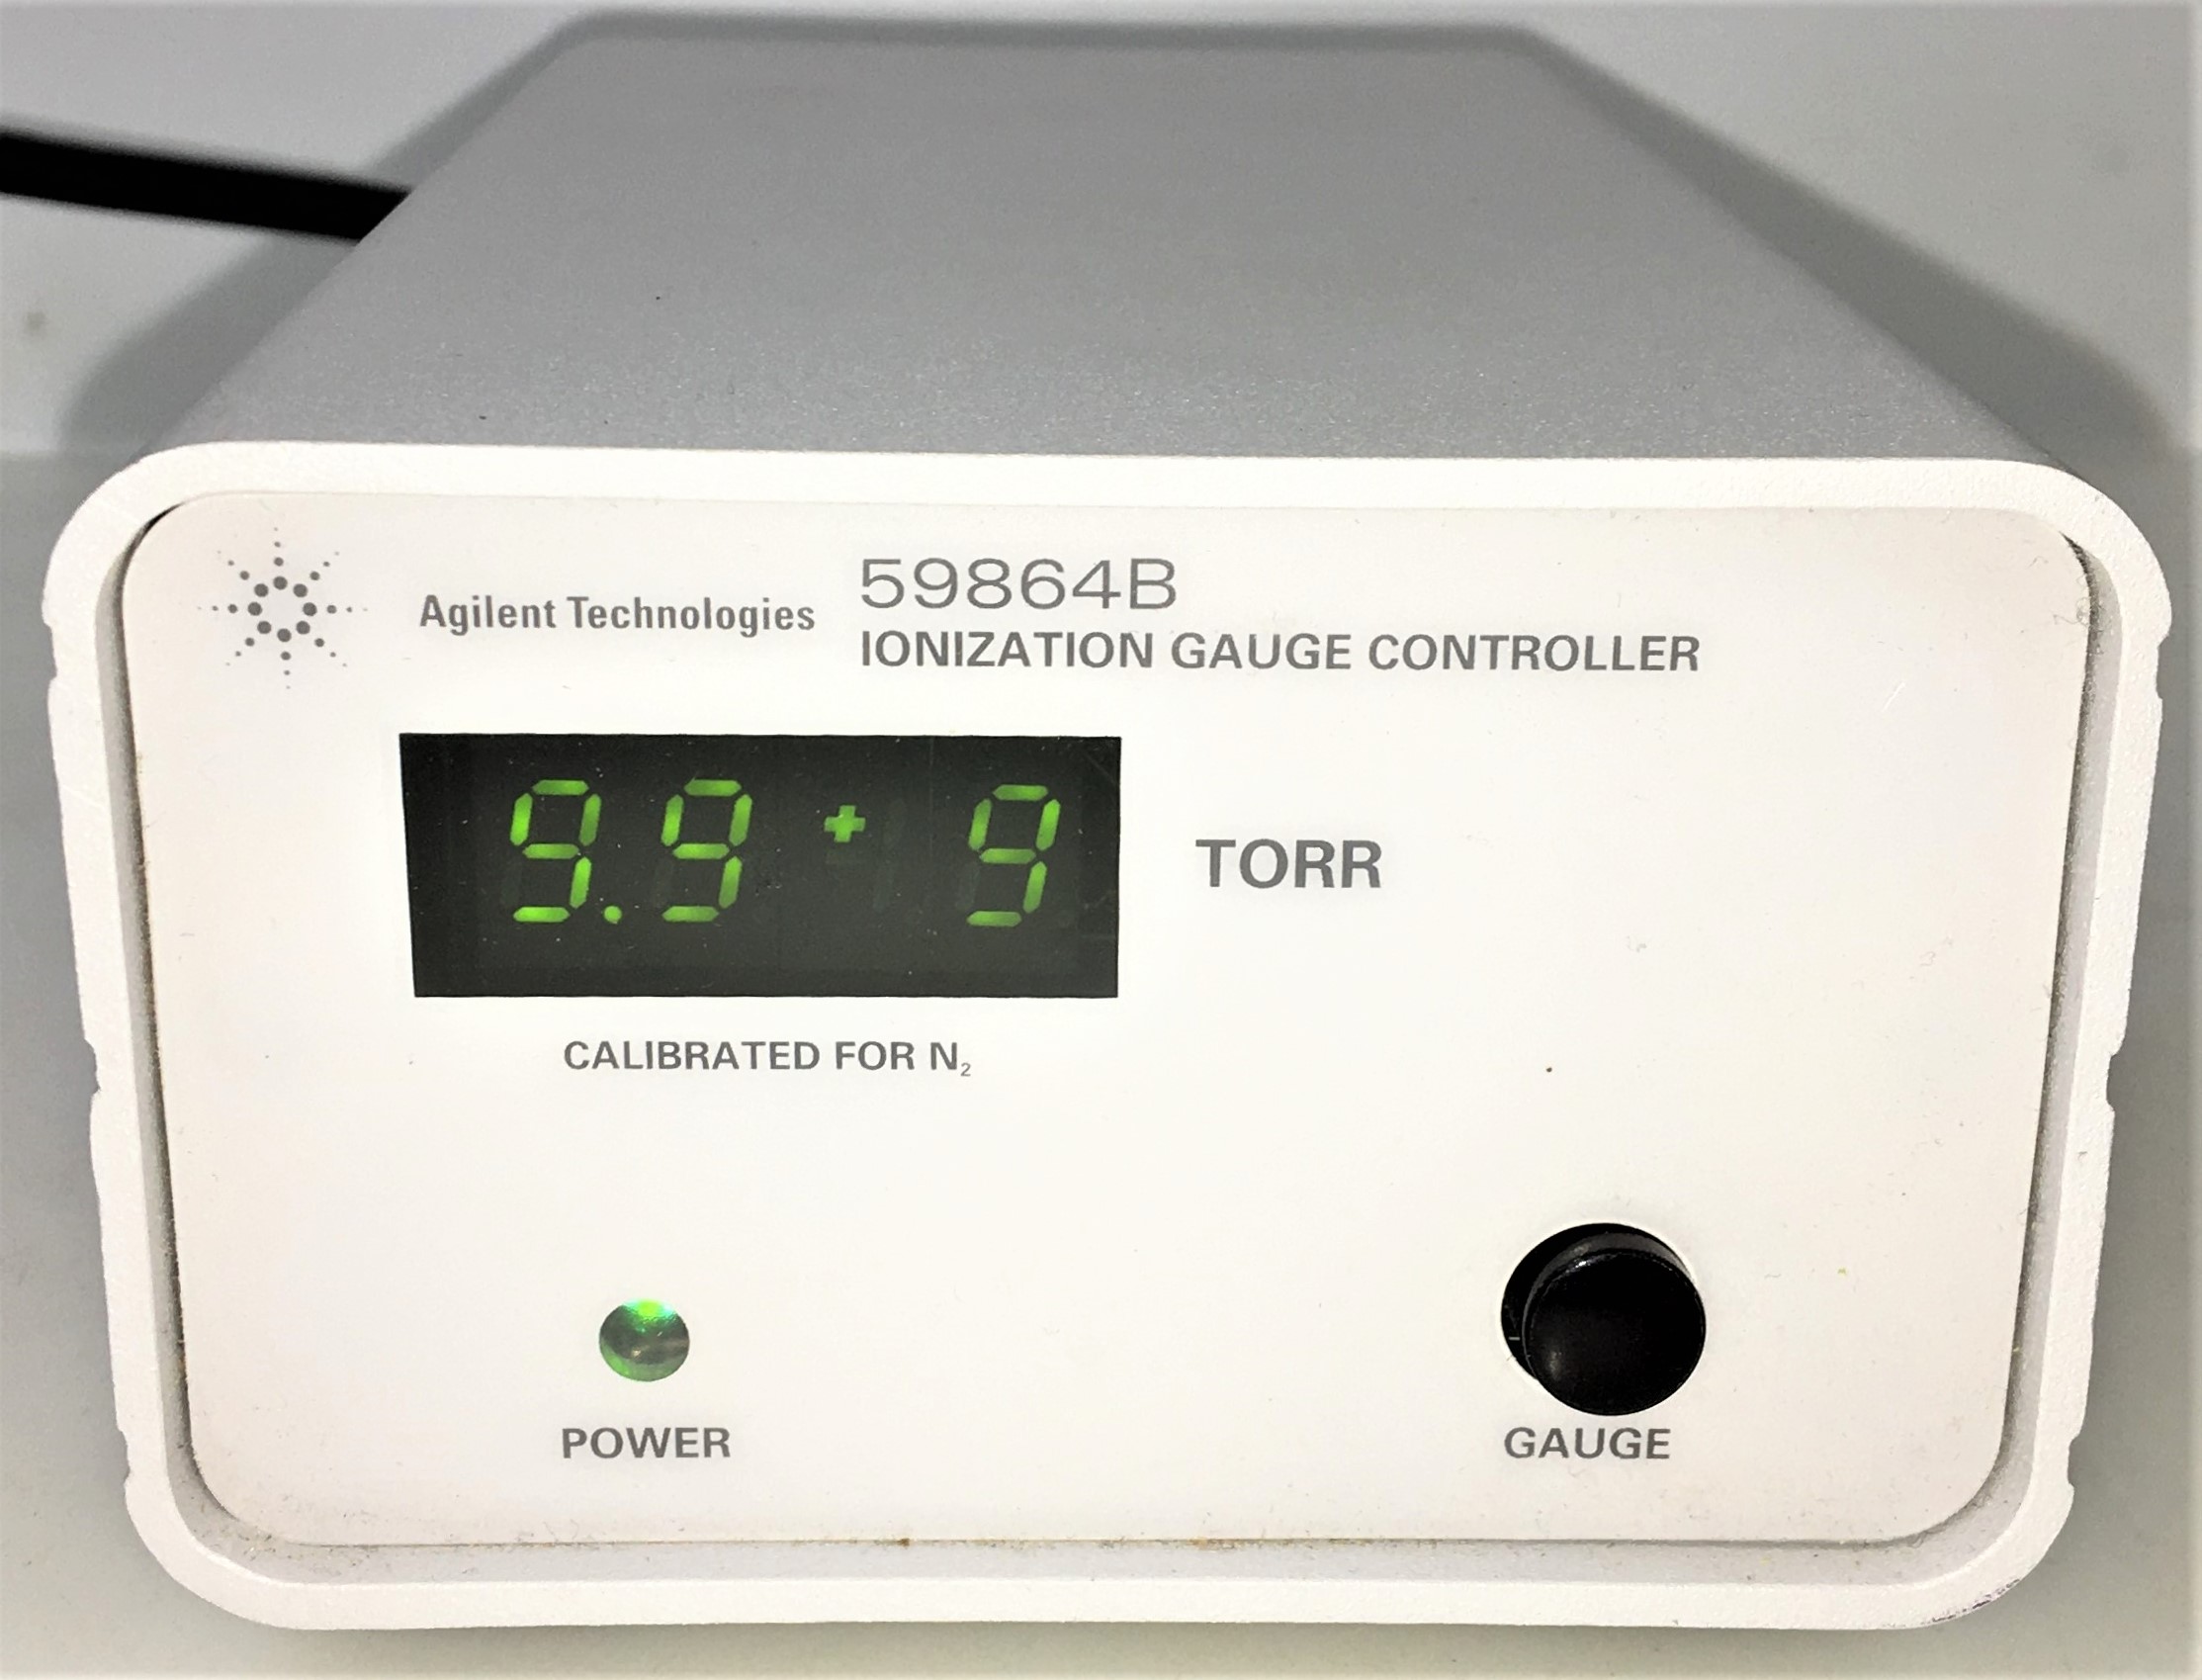 Agilent Technologies
59864B
IONIZATION GAUGE CONTROLLER
9.9 + 9
TORR
CALIBRATED FOR N₂
POWER
GAUGE